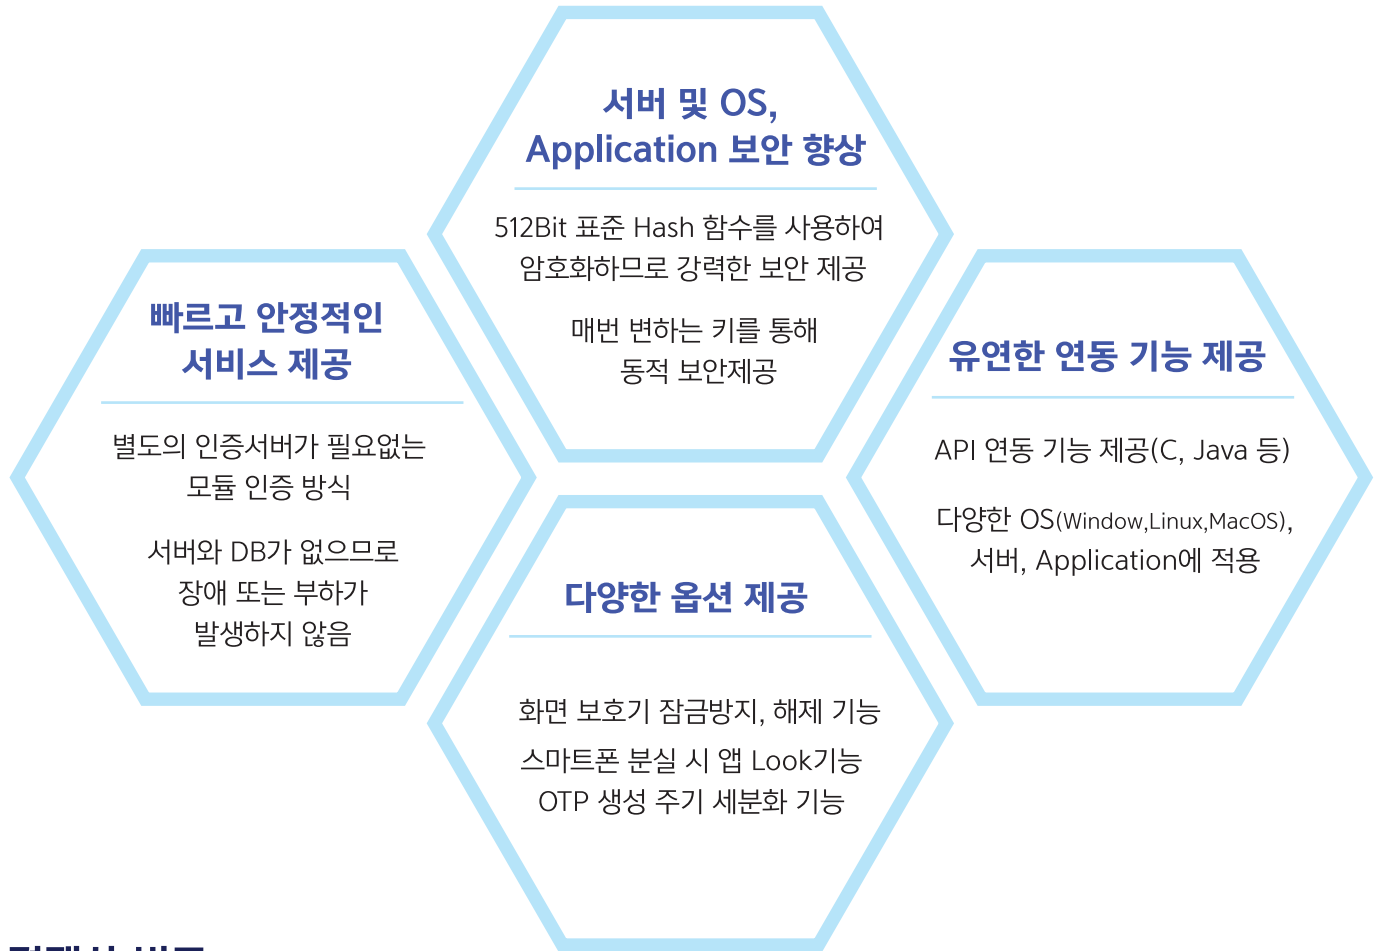 서버 및 OS,
Application 보안 향상
512Bit 표준 Hash 함수를 사용하여
암호화하므로 강력한 보안 제공
매번 변하는 키를 통해
동적 보안제공
빠르고 안정적인
서비스 제공
별도의 인증서버가 필요없는
모듈 인증 방식
서버와 DB가 없으므로
장애 또는 부하가
발생하지 않음
유연한 연동 기능 제공
API 연동 기능 제공(C, Java 등)
다양한 OS(Window,Linux,MacOS),
서버, Application에 적용
다양한 옵션 제공
화면 보호기 잠금방지, 해제 기능
스마트폰 분실 시 앱 Look기능
OTP 생성 주기 세분화 기능